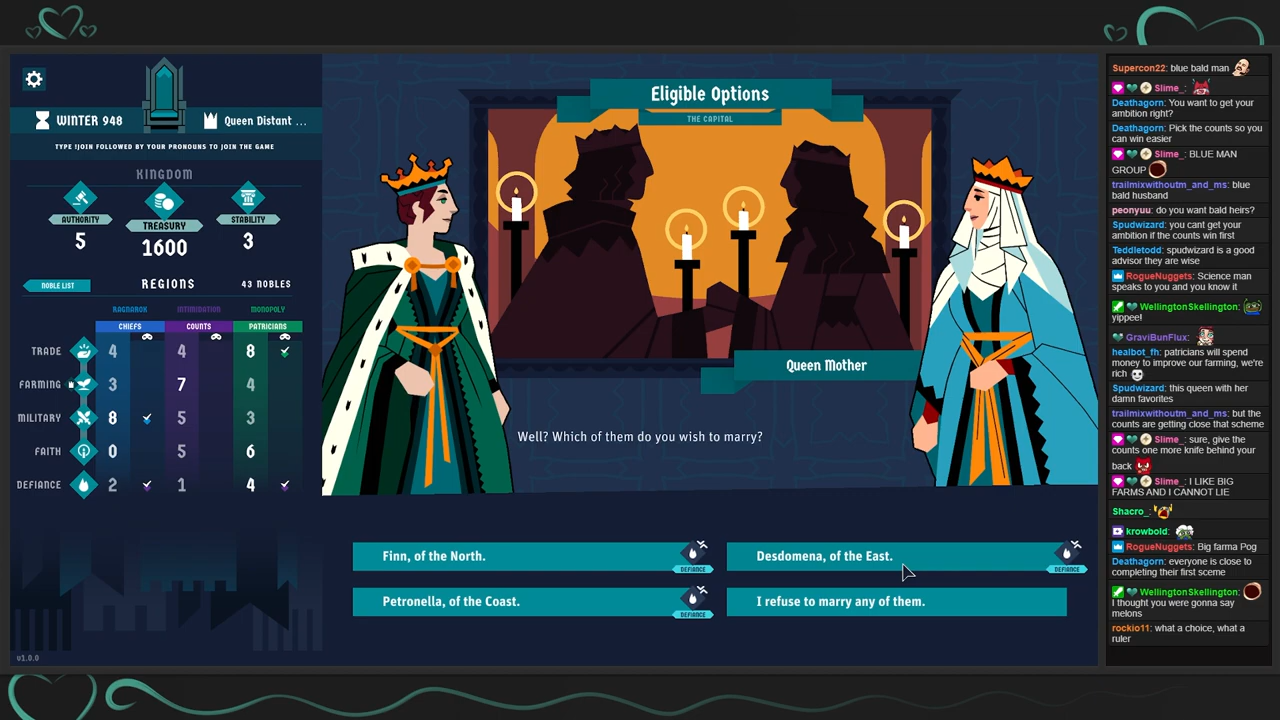 WINTER 948
Queen Distant ...
TYPE !JOIN FOLLOWED BY YOUR PRONOUNS TO JOIN THE GAME
KINGDOM
AUTHORITY
TREASURY
STABILITY
5
1600
3
NOBLE LIST
REGIONS
43 NOBLES
RAGNAROK
INTIMIDATION
MONOPOLY
CHIEFS
COUNTS
PATRICIANS
TRADE 4 4 8
FARMING 3 7 4
MILITARY 8 5 3
FAITH 0 5 6
DEFIANCE 2 1 4
v1.0.0
Eligible Options
THE CAPITAL
Queen Mother
Well? Which of them do you wish to marry?
Finn, of the North.
DEFIANCE
Desdomena, of the East.
DEFIANCE
Petronella, of the Coast.
DEFIANCE
I refuse to marry any of them.
Supercon22: blue bald man
Slime_:
Deathagorn: You want to get your
ambition right?
Deathagorn: Pick the counts so you
can win easier
Slime_: BLUE MAN
GROUP
trailmixwithoutm_and_ms: blue
bald husband
peonyuu: do you want bald heirs?
Spudwizard: you cant get your
ambition if the counts win first
Teddletodd: spudwizard is a good
advisor they are wise
RogueNuggets: Science man
speaks to you and you know it
WellingtonSkellington:
yippee!
GraviBunFlux:
healbot_fh: patricians will spend
money to improve our farming, we're
rich
Spudwizard: this queen with her
damn favorites
trailmixwithoutm_and_ms: but the
counts are getting close that scheme
Slime_: sure, give the
counts one more knife behind your
back
Slime_: I LIKE BIG
FARMS AND I CANNOT LIE
Shacro_:
krowbold:
RogueNuggets: Big farma Pog
Deathagorn: everyone is close to
completing their first sceme
WellingtonSkellington:
I thought you were gonna say
melons
rockio11: what a choice, what a
ruler